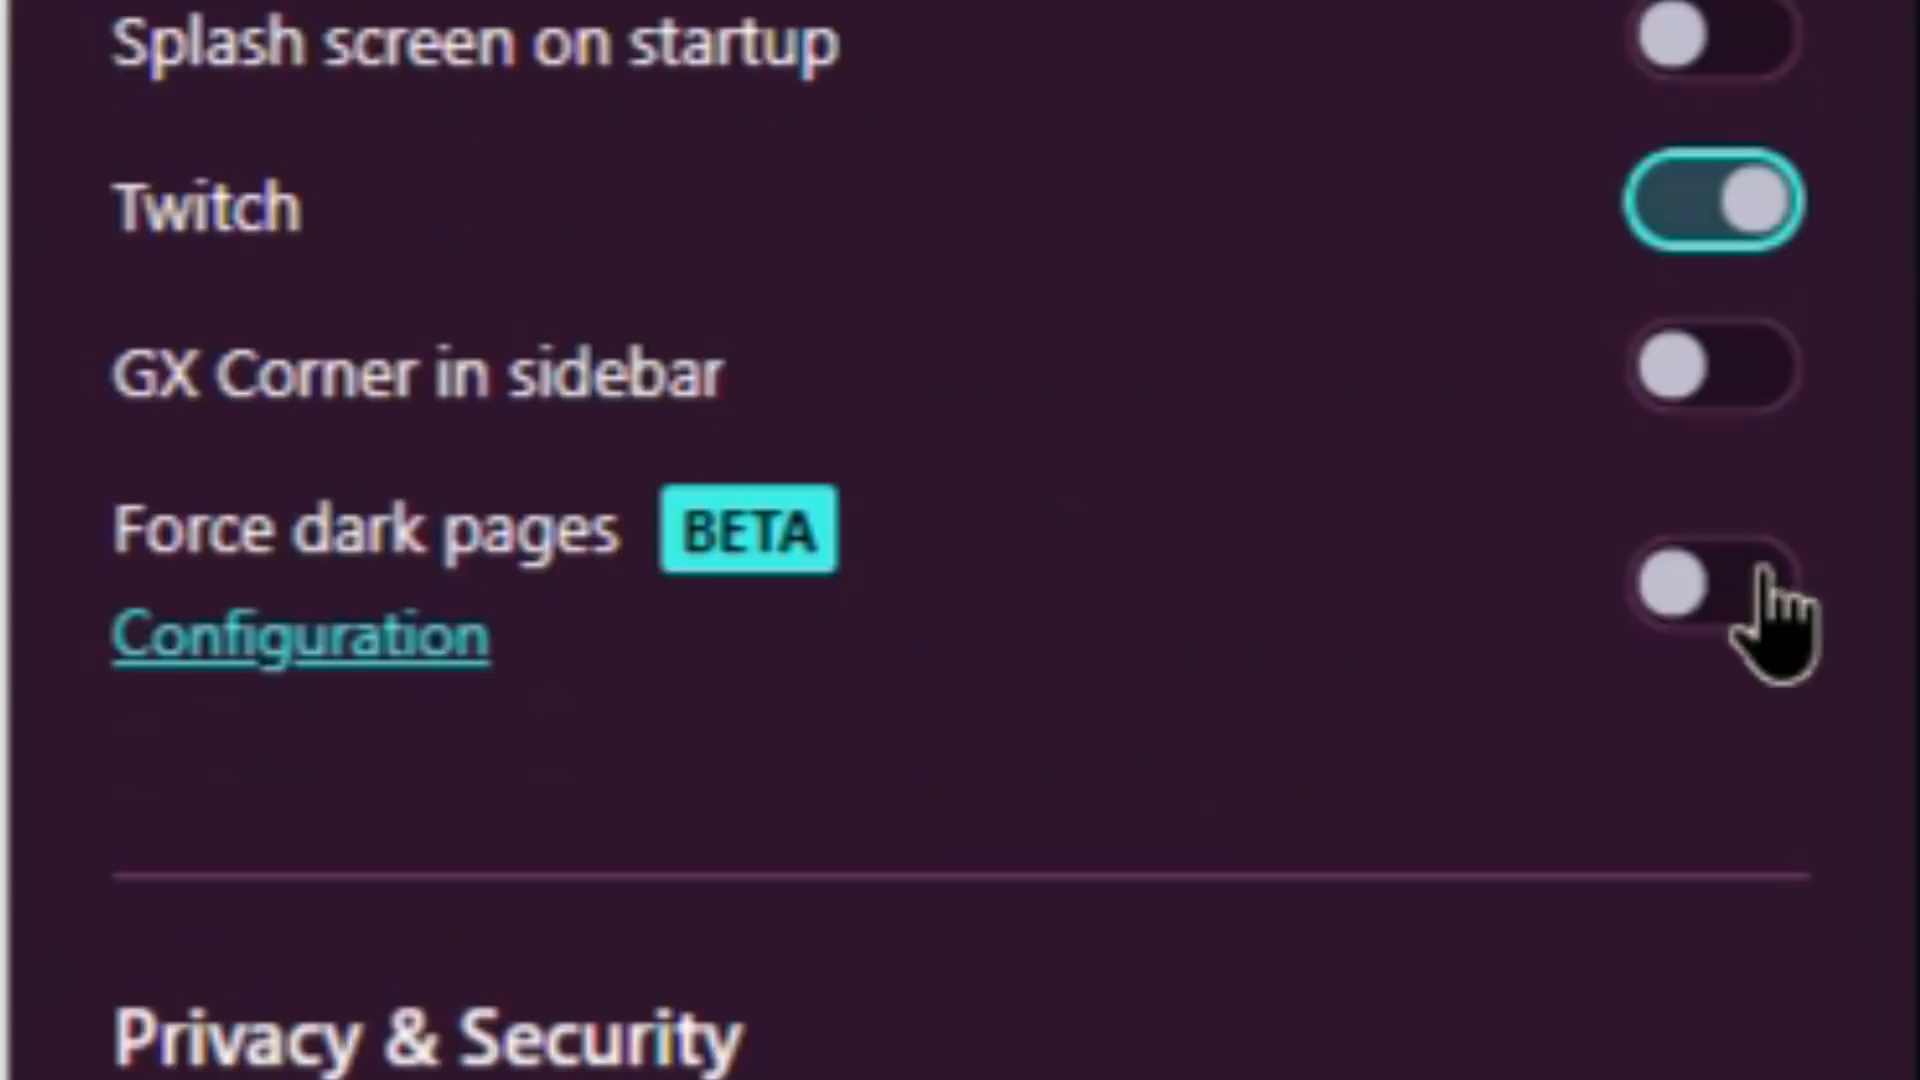 Splash screen on startup
Twitch
GX Corner in sidebar
Force dark pages BETA
Configuration
Privacy & Security